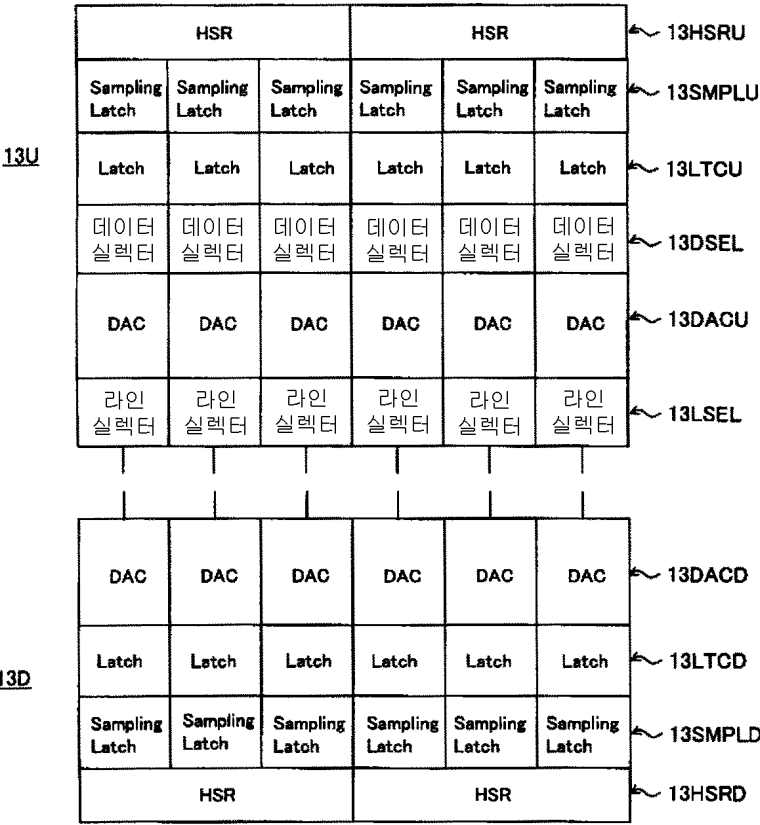 HSR HSR 13HSRU
Sampling Sampling Sampling Sampling Sampling Sampling
Latch Latch Latch Latch Latch Latch
13SMPLU
13U
Latch Latch Latch Latch Latch Latch 13LTCU
데이터 데이터 데이터 데이터 데이터 데이터
실렉터 실렉터 실렉터 실렉터 실렉터 실렉터
13DSEL
DAC DAC DAC DAC DAC DAC 13DACU
라인 라인 라인 라인 라인 라인
실렉터 실렉터 실렉터 실렉터 실렉터 실렉터
13LSEL
DAC DAC DAC DAC DAC DAC 13DACD
Latch Latch Latch Latch Latch Latch 13LTCD
13D
Sampling Sampling Sampling Sampling Sampling Sampling
Latch Latch Latch Latch Latch Latch
13SMPLD
HSR HSR 13HSRD